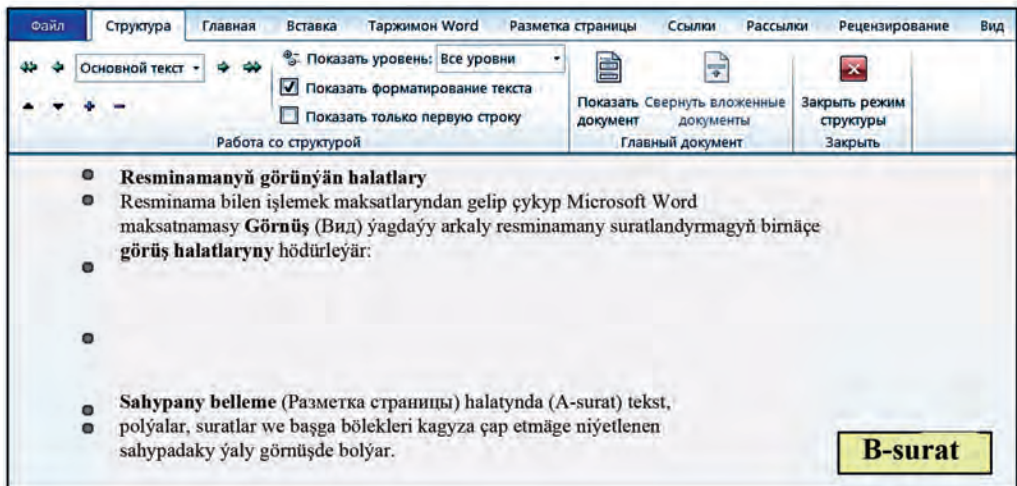 Файл Структура Главная Вставка Таржимон Word Разметка страницы Ссылки Рассылки Рецензирование Вид
Основной текст
Показать уровень: Все уровни
Показать форматирование текста
Показать только первую строку
Работа со структурой
Показать документ
Свернуть вложенные документы
Главный документ
Закрыть режим структуры
Закрыть
Resminamanyň görünýän halatlary
Resminama bilen işlemek maksatlaryndan gelip çykyp Microsoft Word
maksatnamasy Görnüş (Вид) ýagdaýy arkaly resminamany suratlandyrmagyň birnäçe
görüş halatlaryny hödürleýär:
Sahypany belleme (Разметка страницы) halatynda (A-surat) tekst,
polýalar, suratlar we başga bölekleri kagyza çap etmäge niýetlenen
sahypadaky ýaly görnüşde bolýar.
B-surat